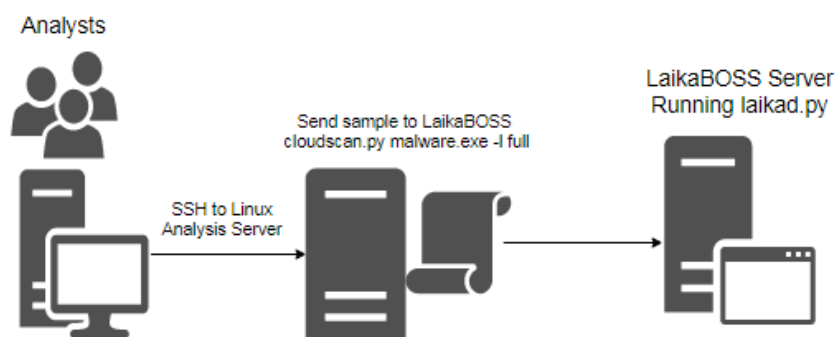 Analysts
SSH to Linux
Analysis Server
Send sample to LaikaBOSS
cloudscan.py malware.exe -l full
LaikaBOSS Server
Running laikad.py